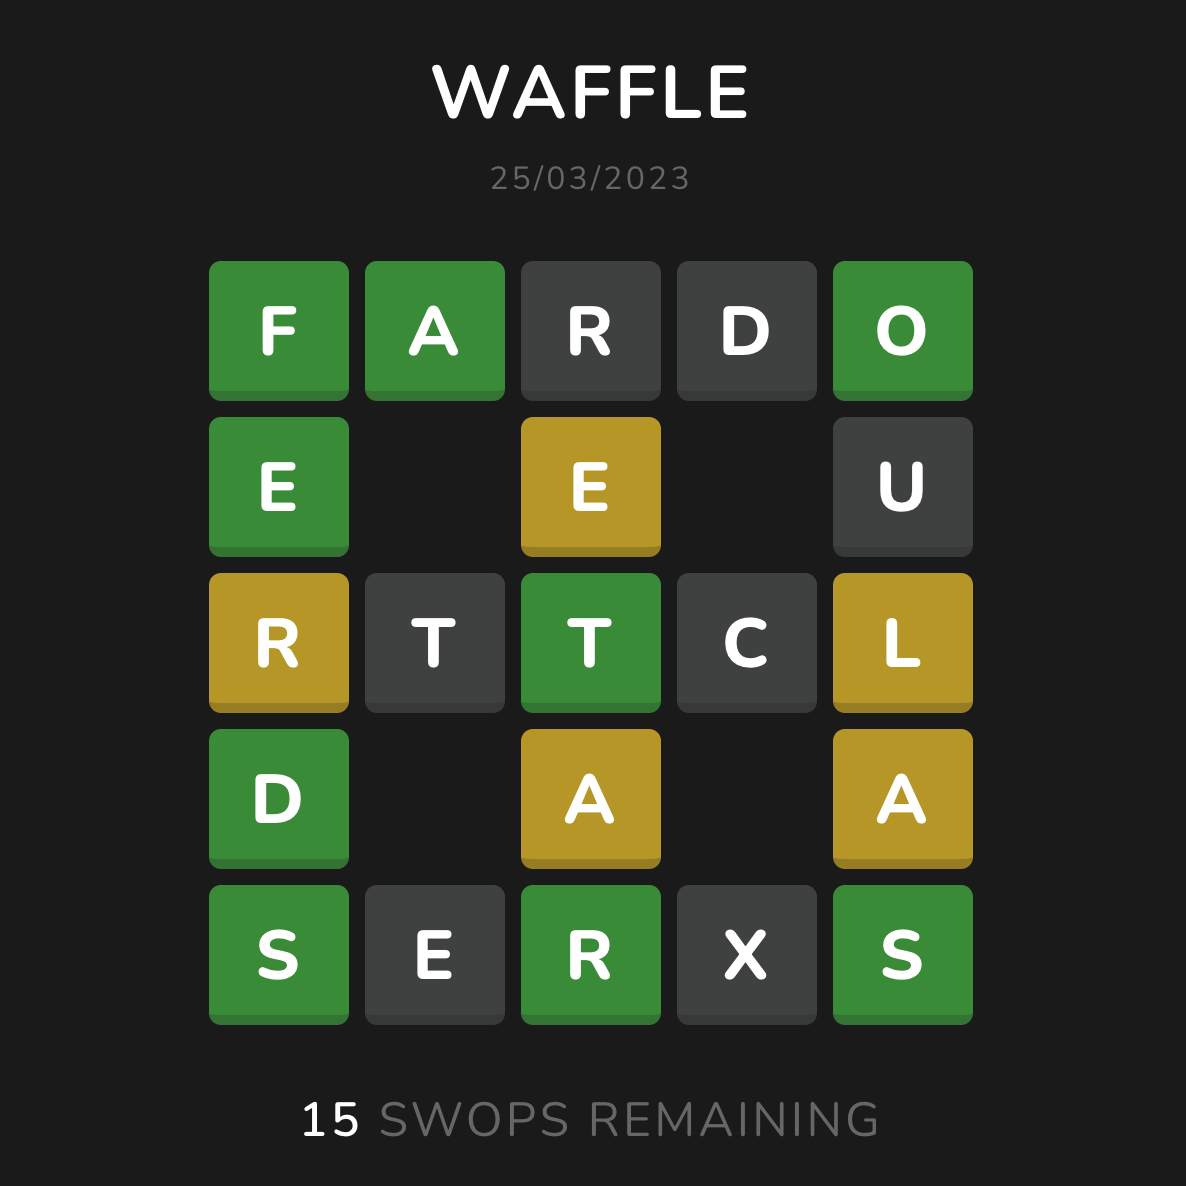 WAFFLE
25/03/2023
F A R D O
E E U
R T T C L
D A A
S E R X S
15 SWOPS REMAINING